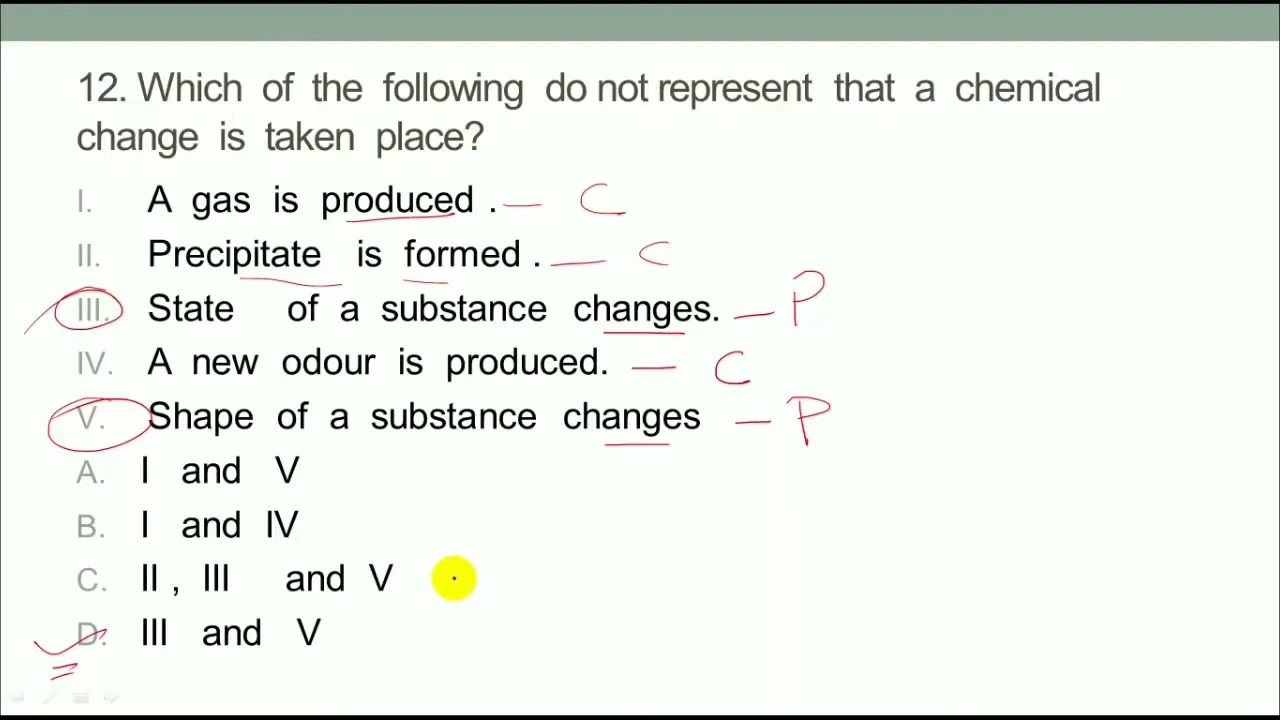 12. Which of the following do not represent that a chemical
change is taken place?
I. A gas is produced . — C
II. Precipitate is formed . — C
III. State of a substance changes. — P
IV. A new odour is produced. — C
V. Shape of a substance changes — P
A. I and V
B. I and IV
C. II , III and V
D. III and V